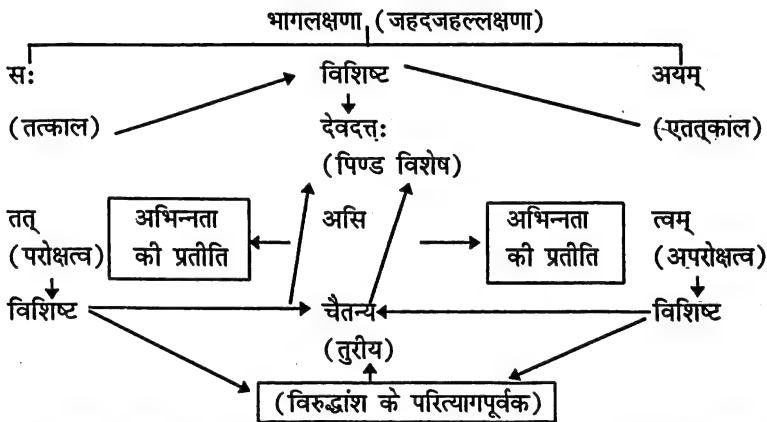 भागलक्षणा (जहदजहल्लक्षणा)
सः विशिष्ट अयम्
(तत्काल) देवदत्तः (एतत्काल)
(पिण्ड विशेष)
तत् अभिन्नता असि अभिन्नता त्वम्
(परोक्षत्व) की प्रतीति की प्रतीति (अपरोक्षत्व)
विशिष्ट चैतन्य विशिष्ट
(तुरीय)
(विरुद्धांश के परित्यागपूर्वक)